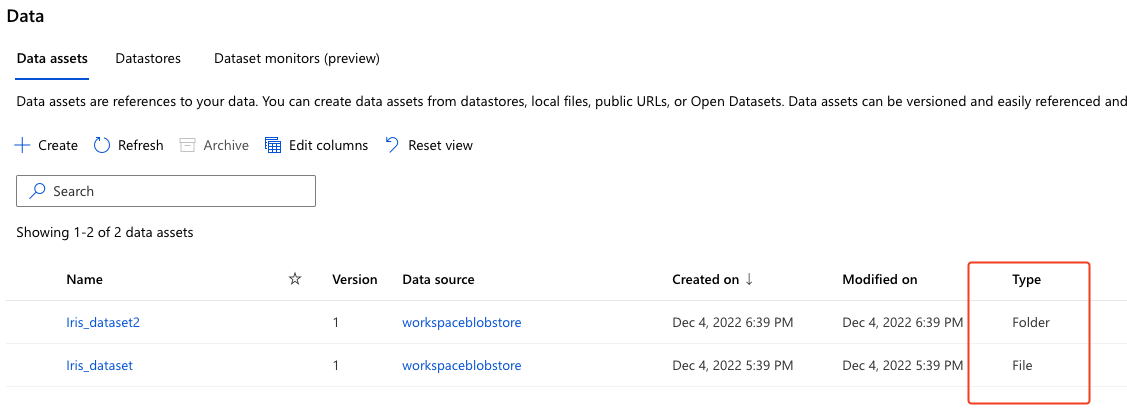 Data
Data assets Datastores Dataset monitors (preview)
Data assets are references to your data. You can create data assets from datastores, local files, public URLs, or Open Datasets. Data assets can be versioned and easily referenced and
Create Refresh Archive Edit columns Reset view
Search
Showing 1-2 of 2 data assets
Name Version Data source Created on ↓ Modified on Type
Iris_dataset2 1 workspaceblobstore Dec 4, 2022 6:39 PM Dec 4, 2022 6:39 PM Folder
Iris_dataset 1 workspaceblobstore Dec 4, 2022 5:39 PM Dec 4, 2022 5:39 PM File